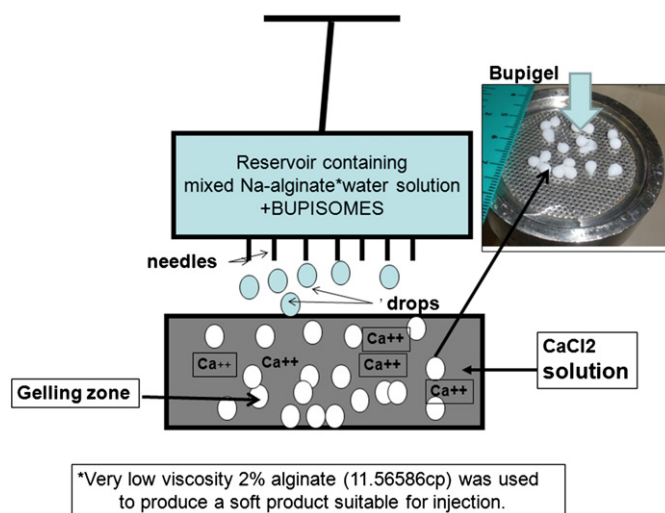 Bupigel
Reservoir containing
mixed Na-alginate*water solution
+BUPISOMES
needles
drops
Ca++
Ca++
Ca++
Ca++
Ca++
CaCl2
solution
Gelling zone
*Very low viscosity 2% alginate (11.56586cp) was used
to produce a soft product suitable for injection.